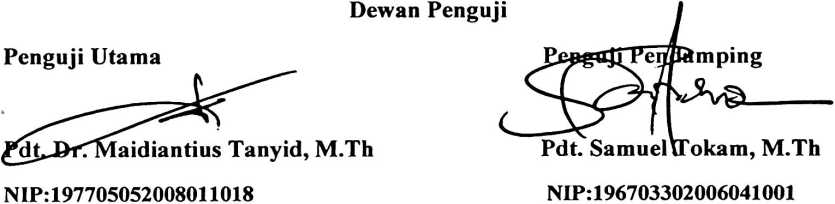 Dewan Penguji
Penguji Utama
Penguji Pendamping
Pdt. Dr. Maidiantius Tanyid, M.Th
Pdt. Samuel Tokam, M.Th
NIP:197705052008011018
NIP:196703302006041001